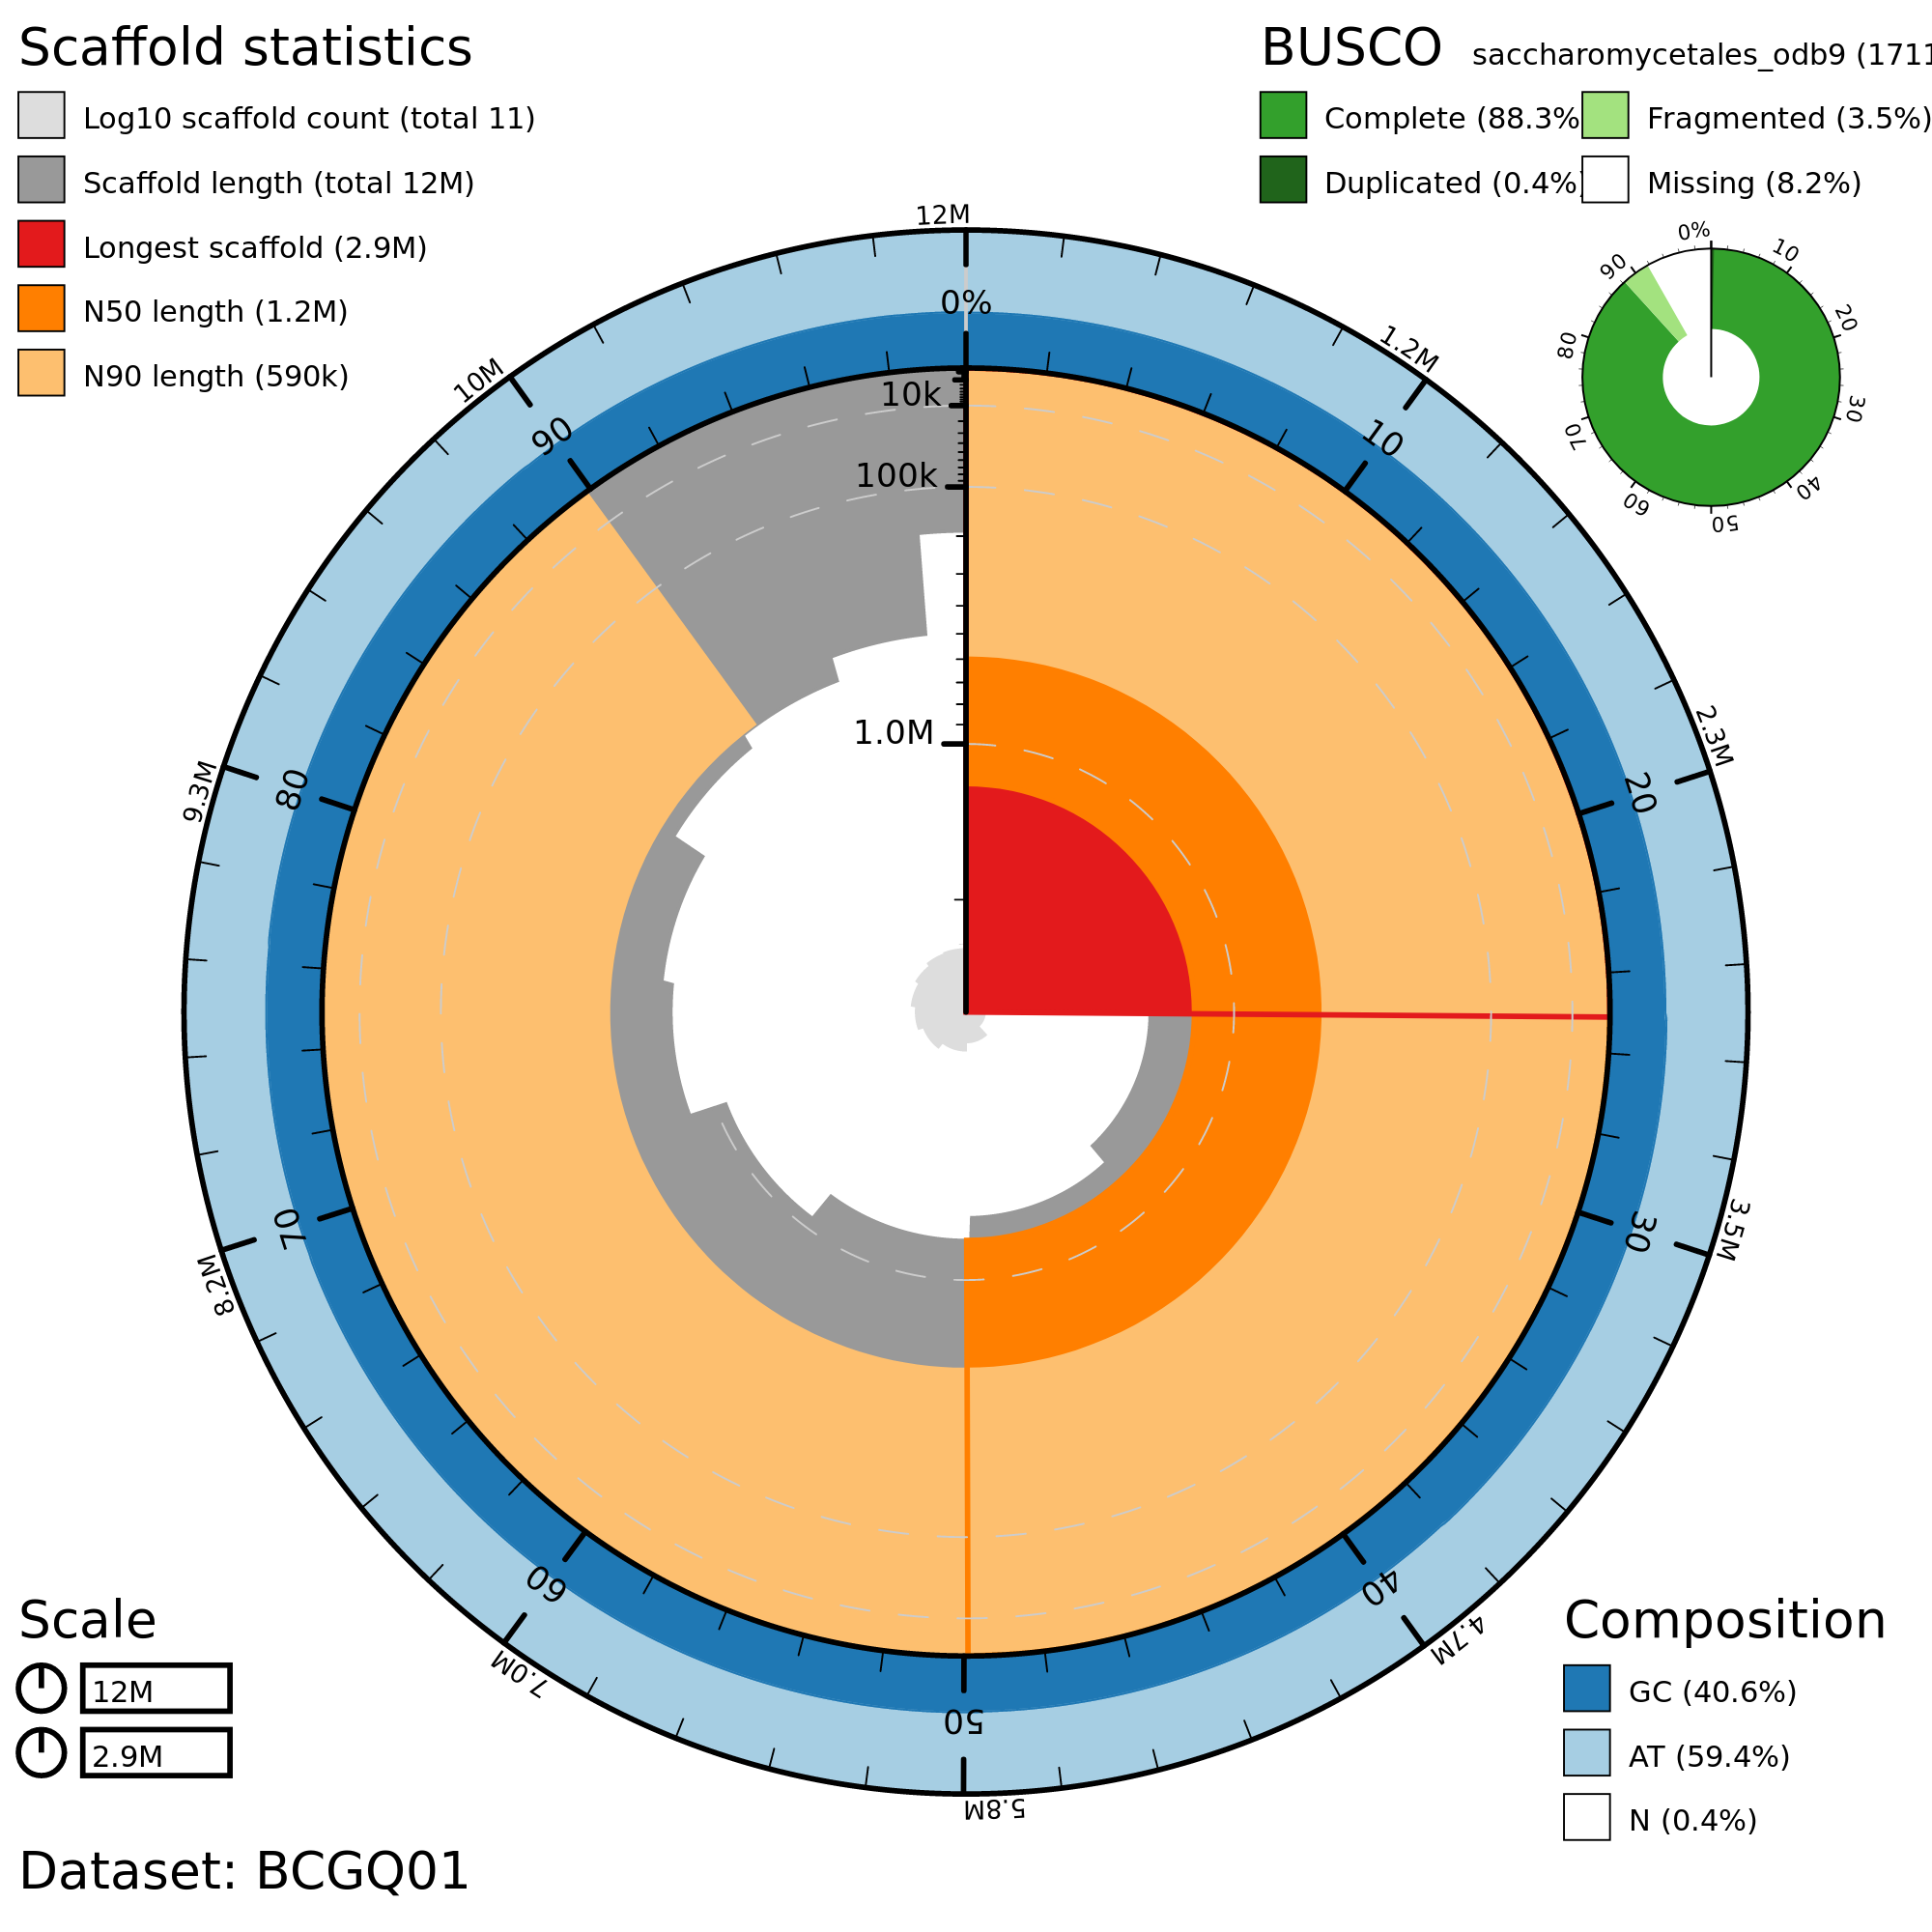 Scaffold statistics
Log10 scaffold count (total 11)
Scaffold length (total 12M)
Longest scaffold (2.9M)
N50 length (1.2M)
N90 length (590k)
BUSCO saccharomycetales_odb9 (1711
Complete (88.3%
Fragmented (3.5%)
Duplicated (0.4%)
Missing (8.2%)
0%
10
20
30
40
50
60
70
80
90
12M
1.2M
2.3M
3.5M
4.7M
5.8M
7.0M
8.2M
9.3M
10M
0%
10
20
30
40
50
60
70
80
90
10k
100k
1.0M
Scale
12M
2.9M
Composition
GC (40.6%)
AT (59.4%)
N (0.4%)
Dataset: BCGQ01